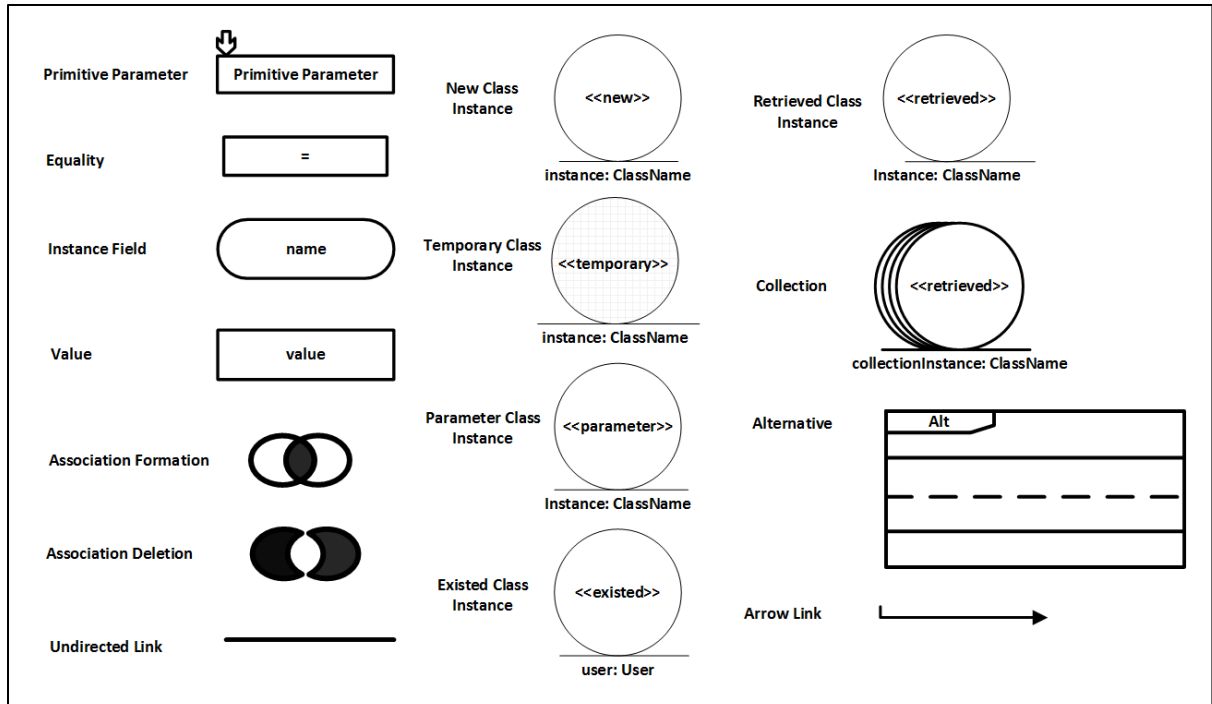 Primitive Parameter
Primitive Parameter
Equality
=
Instance Field
name
Value
value
Association Formation
Association Deletion
Undirected Link
New Class
Instance
<<new>>
instance: ClassName
Temporary Class
Instance
<<temporary>>
instance: ClassName
Parameter Class
Instance
<<parameter>>
Instance: ClassName
Existed Class
Instance
<<existed>>
user: User
Retrieved Class
Instance
<<retrieved>>
Instance: ClassName
Collection
<<retrieved>>
collectionInstance: ClassName
Alternative
Alt
Arrow Link